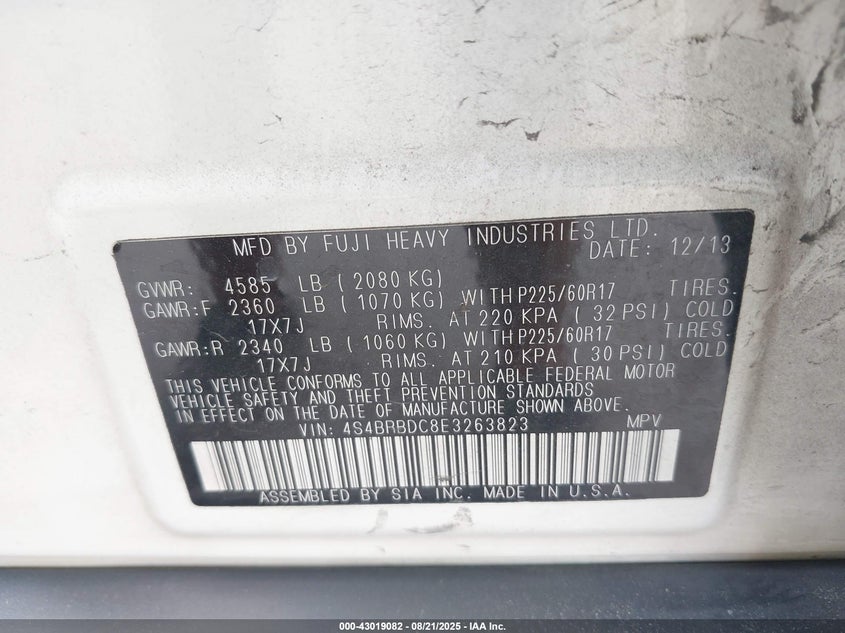 MFD BY FUJI HEAVY INDUSTRIES LTD.
DATE: 12/13
GVWR: 4585 LB (2080 KG)
GAWR:F 2360 LB (1070 KG) WITH P225/60R17 TIRES.
17X7J RIMS. AT 220 KPA (32 PSI) COLD
GAWR:R 2340 LB (1060 KG) WITH P225/60R17 TIRES.
17X7J RIMS. AT 210 KPA (30 PSI) COLD
THIS VEHICLE CONFORMS TO ALL APPLICABLE FEDERAL MOTOR
VEHICLE SAFETY AND THEFT PREVENTION STANDARDS
IN EFFECT ON THE DATE OF MANUFACTURE SHOWN ABOVE.
VIN: 4S4BRBDC8E3263823 MPV
ASSEMBLED BY SIA INC. MADE IN U.S.A.
000-43019082 - 08/21/2025 - IAA Inc.